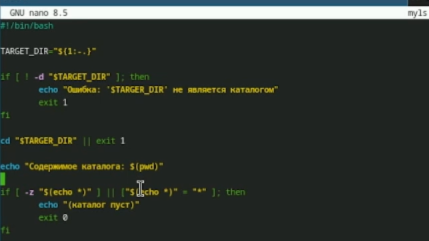 GNU nano 8.5 myls
#!/bin/bash
TARGET_DIR="${1:-.}"
if [ ! -d "$TARGET_DIR" ]; then
echo "Ошибка: '$TARGER_DIR' не является каталогом"
exit 1
fi
cd "$TARGER_DIR" || exit 1
echo "Содержимое каталога: $(pwd)"
if [ -z "$(echo *)" ] || ["$(echo *)" = "*" ]; then
echo "(каталог пуст)"
exit 0
fi